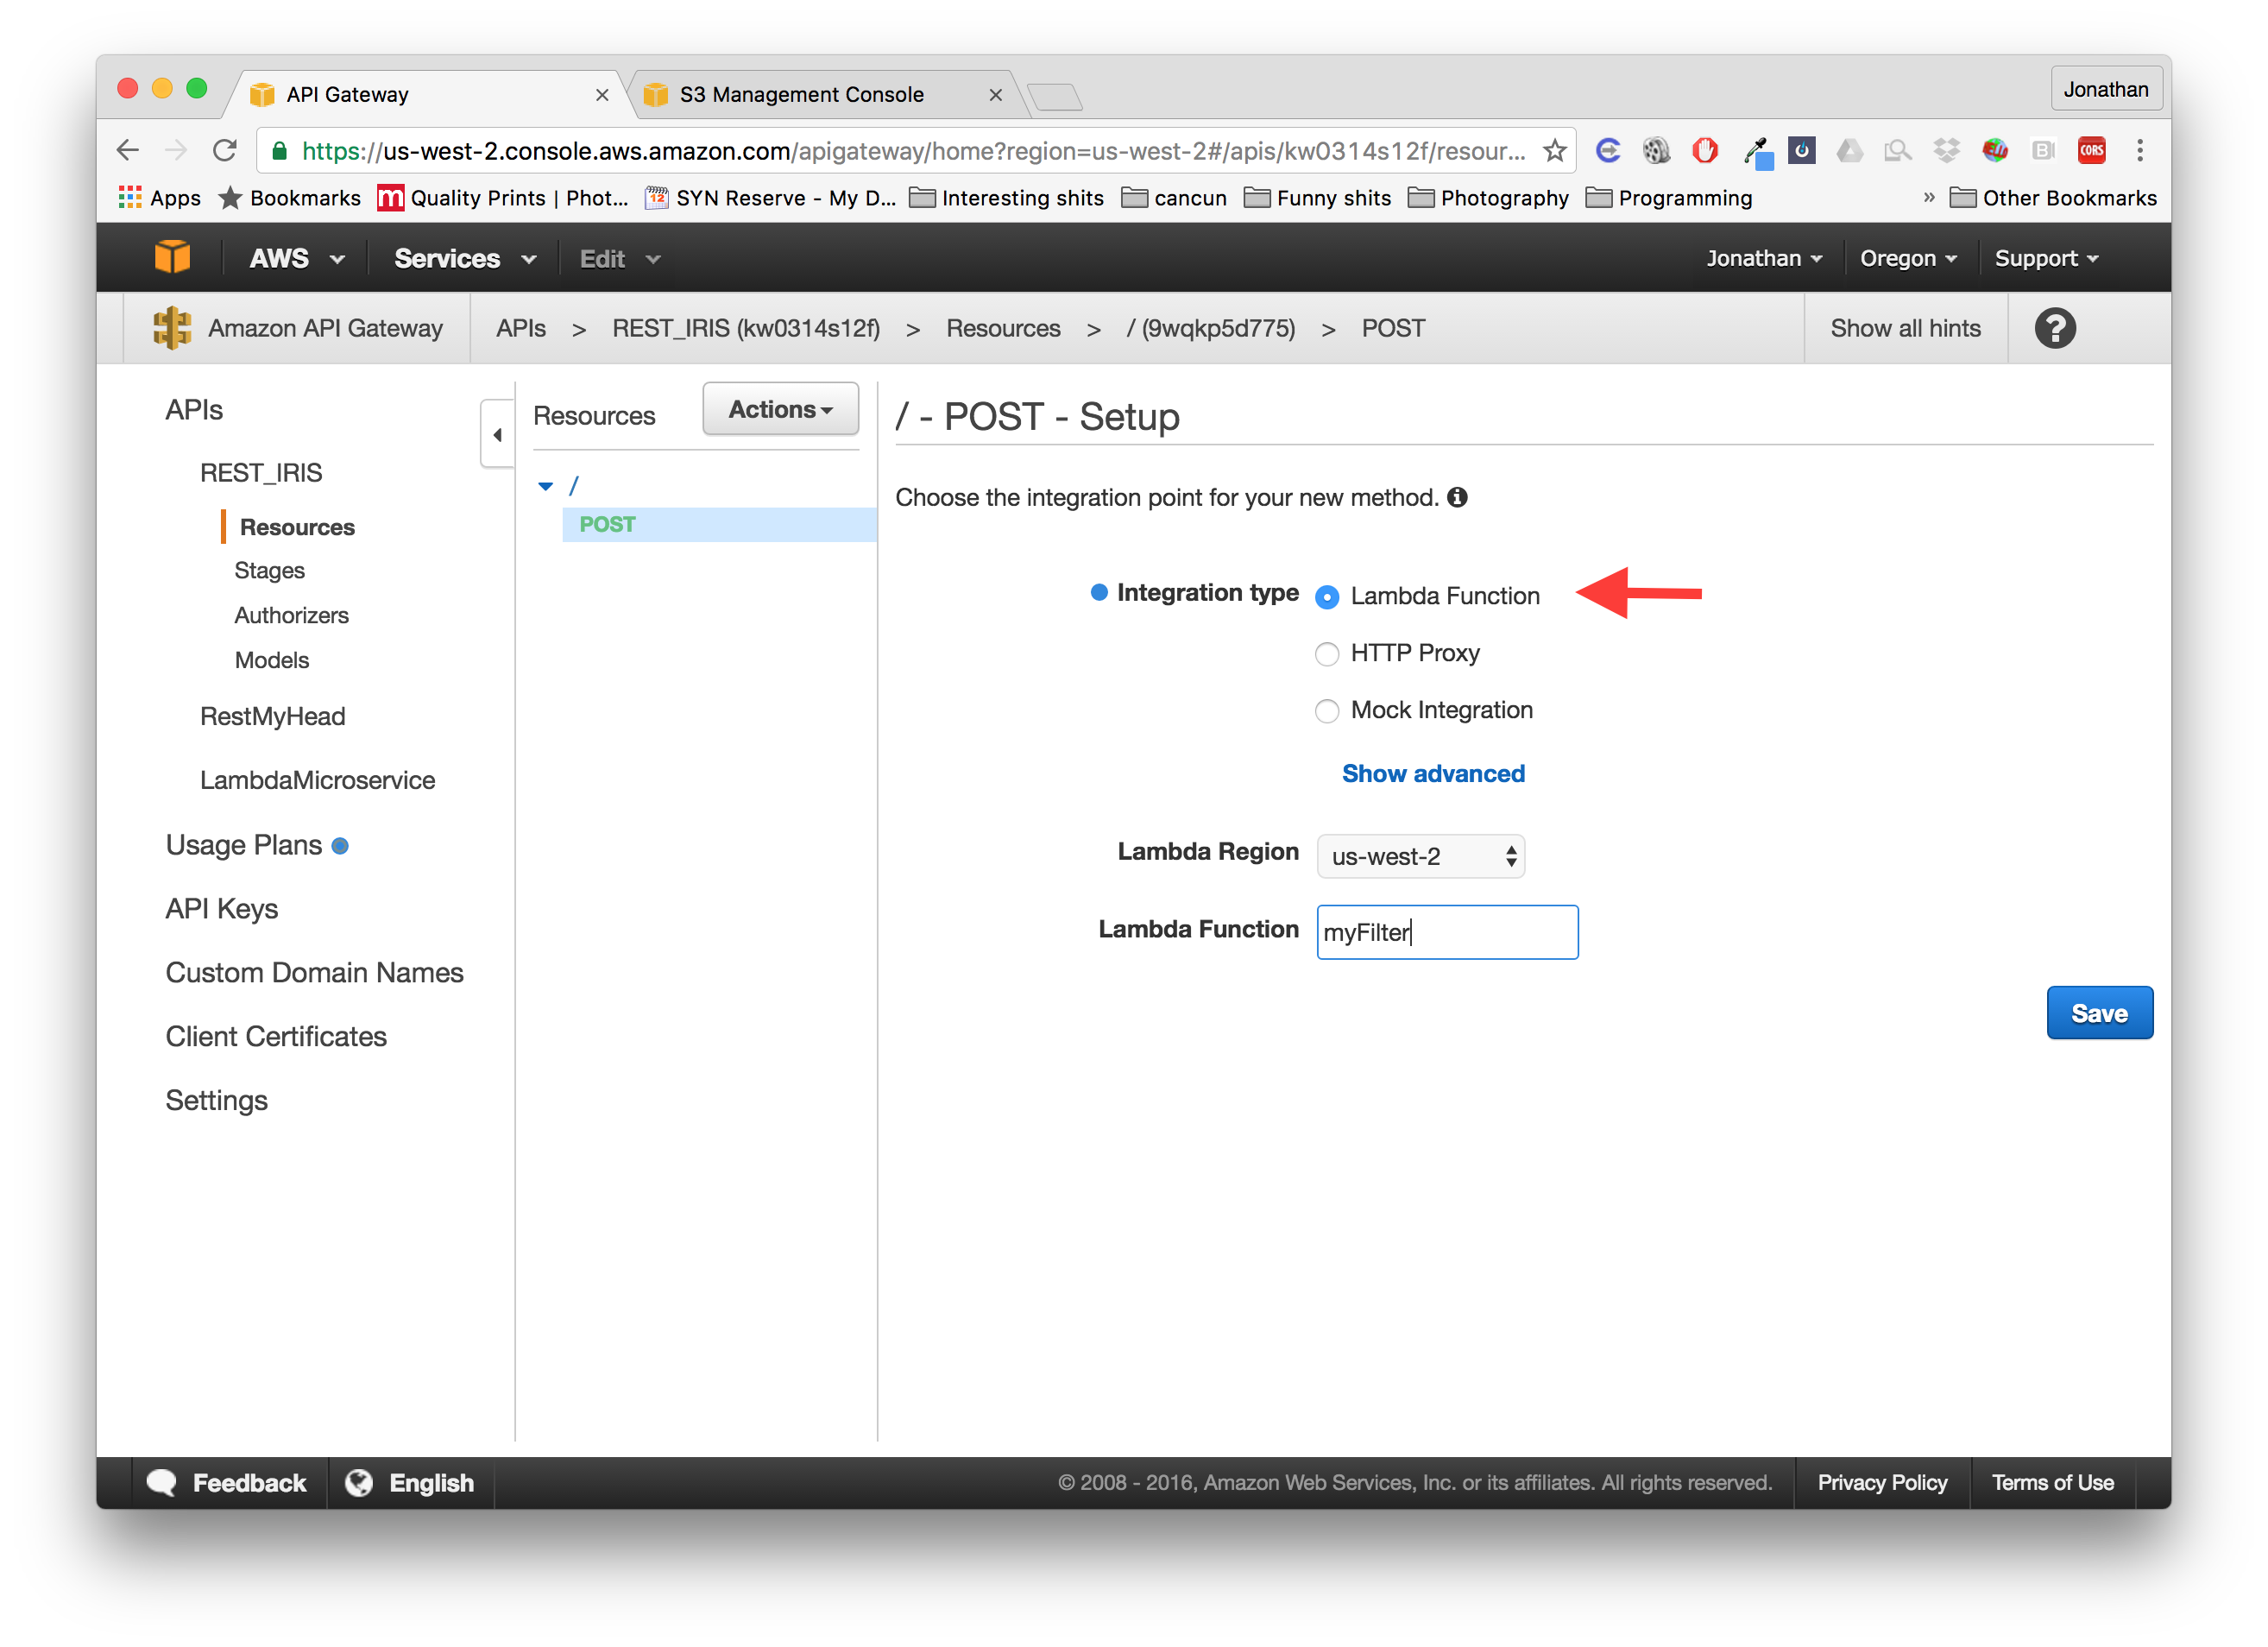 API Gateway
S3 Management Console
Jonathan
https://us-west-2.console.aws.amazon.com/apigateway/home?region=us-west-2#/apis/kw0314s12f/resour...
CORS
Apps
Bookmarks
m Quality Prints | Phot...
12 SYN Reserve - My D...
Interesting shits
cancun
Funny shits
Photography
Programming
» Other Bookmarks
AWS
Services
Edit
Jonathan
Oregon
Support
Amazon API Gateway
APIs > REST_IRIS (kw0314s12f) > Resources > / (9wqkp5d775) > POST
Show all hints
?
APIs
REST_IRIS
Resources
Stages
Authorizers
Models
RestMyHead
LambdaMicroservice
Usage Plans
API Keys
Custom Domain Names
Client Certificates
Settings
Resources
Actions
/
POST
/ - POST - Setup
Choose the integration point for your new method.
Integration type
Lambda Function
HTTP Proxy
Mock Integration
Show advanced
Lambda Region us-west-2
Lambda Function myFilter
Save
Feedback
English
© 2008 - 2016, Amazon Web Services, Inc. or its affiliates. All rights reserved.
Privacy Policy
Terms of Use